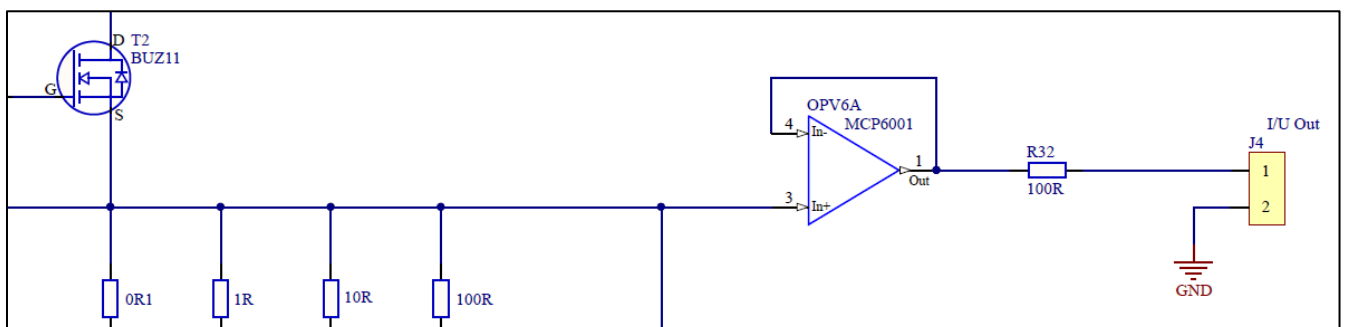 D T2
BUZ11
G
S
OPV6A
MCP6001
4 In-
1
Out
3 In+
R32
100R
I/U Out
J4
1
2
GND
0R1
1R
10R
100R